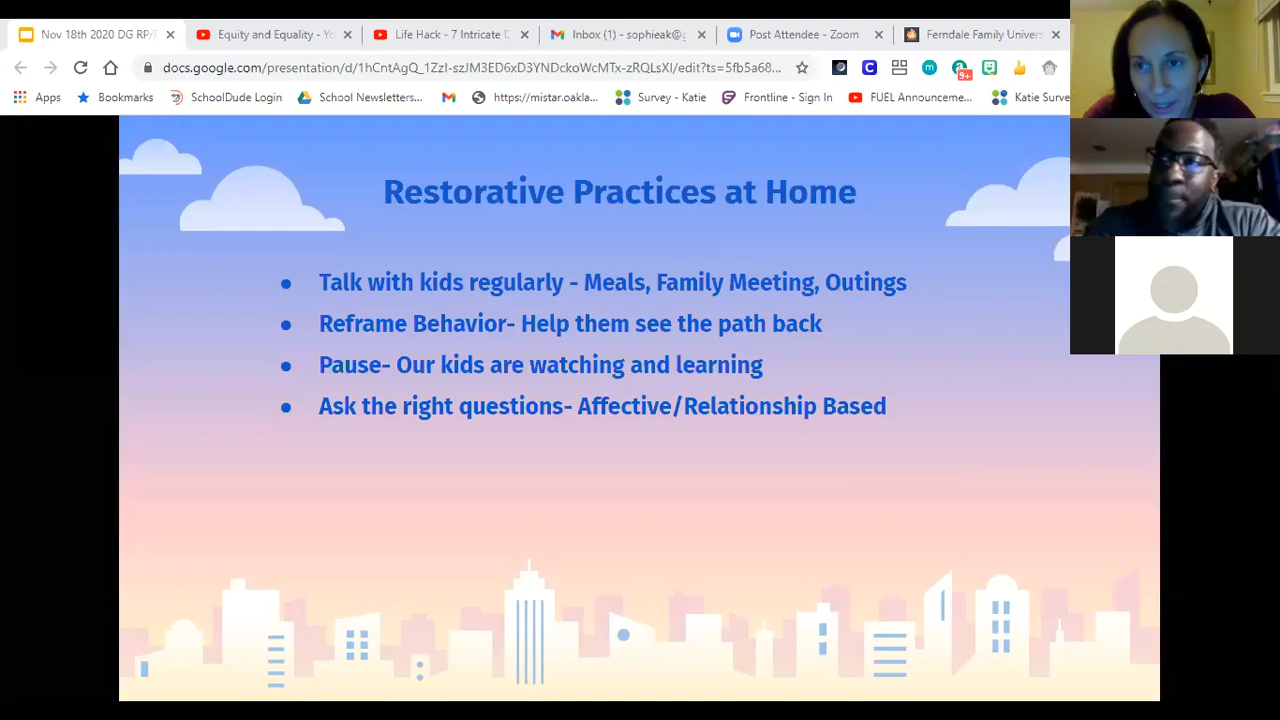 Nov 18th 2020 DG RP/
Equity and Equality - Yo
Life Hack - 7 Intricate D
Inbox (1) - sophieak@g
Post Attendee - Zoom
Ferndale Family Univers
docs.google.com/presentation/d/1hCntAgQ_1ZzI-szJM3ED6xD3YNDckoWcMTx-zRQLsXI/edit?ts=5fb5a68...
9+
Apps
Bookmarks
SchoolDude Login
School Newsletters...
https://mistar.oakla...
Survey - Katie
Frontline - Sign In
FUEL Announceme...
Katie Surve
Restorative Practices at Home
● Talk with kids regularly - Meals, Family Meeting, Outings
● Reframe Behavior- Help them see the path back
● Pause- Our kids are watching and learning
● Ask the right questions- Affective/Relationship Based